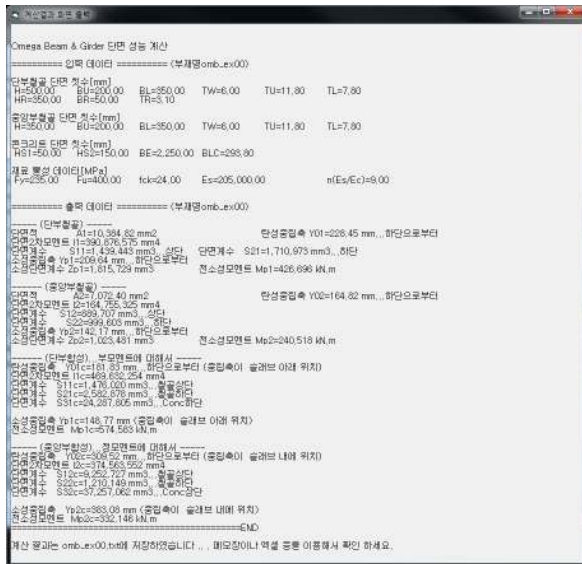 계산결과 화면 출력
Omega Beam & Girder 단면 성능 계산
========== 입력 데이터 ========== (부재명omb_ex00)
단부철골 단면 칫수[mm]
H=500,00 BU=200,00 BL=350,00 TW=6,00 TU=11,80 TL=7,80
HR=350,00 BR=50,00 TR=3,10
중앙부철골 단면 칫수[mm]
H=350,00 BU=200,00 BL=350,00 TW=6,00 TU=11,80 TL=7,80
콘크리트 단면 칫수[mm]
HS1=50,00 HS2=150,00 BE=2,250,00 BLC=293,80
재료 물성 데이터[MPa]
Fy=235,00 Fu=400,00 fck=24,00 Es=205,000,00 n(Es/Ec)=9,00
========== 출력 데이터 ========== (부재명omb_ex00)
----- (단부철골) -----
단면적 A1=10,384,82 mm2 탄성중립축 Y01=228,45 mm,,,하단으로부터
단면2차모멘트 I1=390,876,575 mm4
단면계수 S11=1,439,443 mm3,,,상단 단면계수 S21=1,710,973 mm3,,,하단
소성중립축 Yp1=209,64 mm,,,하단으로부터
소성단면계수 Zp1=1,815,729 mm3 전소성모멘트 Mp1=426,696 kN,m
----- (중앙부철골) -----
단면적 A2=7,072,40 mm2 탄성중립축 Y02=164,82 mm,,,하단으로부터
단면2차모멘트 I2=164,755,325 mm4
단면계수 S12=889,707 mm3,,,상단
단면계수 S22=999,603 mm3,,,하단
소성중립축 Yp2=142,17 mm,,,하단으로부터
소성단면계수 Zp2=1,023,481 mm3 전소성모멘트 Mp2=240,518 kN,m
----- (단부합성),,,부모멘트에 대해서 -----
탄성중립축 Y01c=181,83 mm,,,하단으로부터 (중립축이 슬래브 아래 위치)
단면2차모멘트 I1c=469,632,254 mm4
단면계수 S11c=1,476,020 mm3,,,철골상단
단면계수 S21c=2,582,878 mm3,,,철골하단
단면계수 S31c=24,287,805 mm3,,,Conc하단
소성중립축 Yp1c=148,77 mm (중립축이 슬래브 아래 위치)
전소성모멘트 Mp1c=574,583 kN,m
----- (중앙부합성),,,정모멘트에 대해서 -----
탄성중립축 Y02c=309,52 mm,,,하단으로부터 (중립축이 슬래브 내에 위치)
단면2차모멘트 I2c=374,563,552 mm4
단면계수 S12c=9,252,727 mm3,,,철골상단
단면계수 S22c=1,210,149 mm3,,,철골하단
단면계수 S32c=37,257,062 mm3,,,Conc상단
소성중립축 Yp2c=383,08 mm (중립축이 슬래브 내에 위치)
전소성모멘트 Mp2c=332,146 kN,m
========================================END
계산 결과는 omb_ex00,txt에 저장하였습니다 ,, , 메모장이나 엑셀 등을 이용해서 확인 하세요,